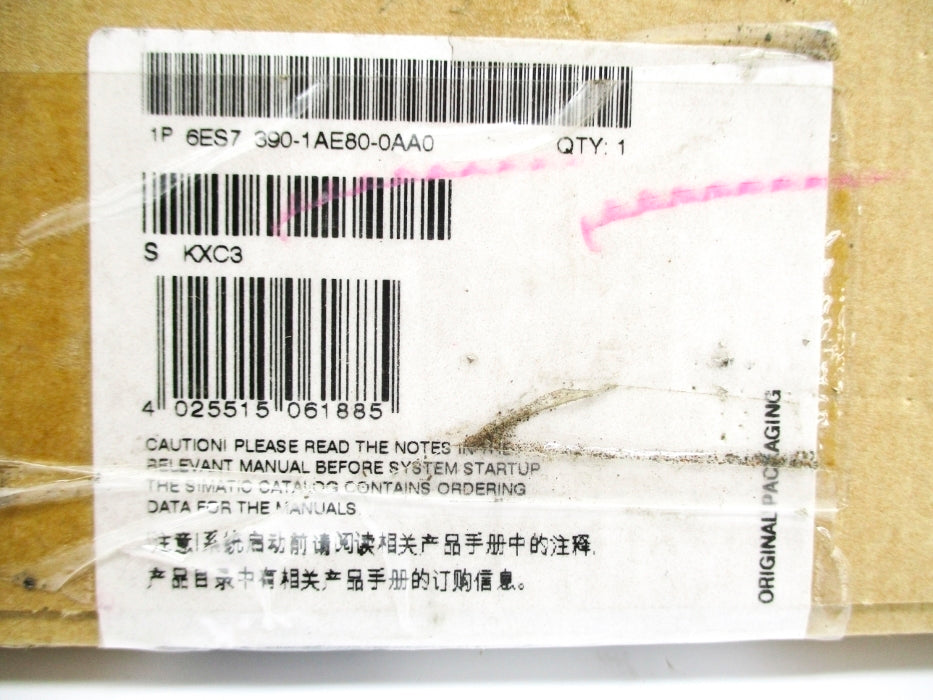 1P 6ES7 390-1AE80-0AA0 QTY: 1
S KXC3
4 025515 061885
CAUTION! PLEASE READ THE NOTES IN THE
RELEVANT MANUAL BEFORE SYSTEM STARTUP.
THE SIMATIC CATALOG CONTAINS ORDERING
DATA FOR THE MANUALS.
注意!系统启动前请阅读相关产品手册中的注释.
产品目录中有相关产品手册的订购信息。
ORIGINAL PACKAGING